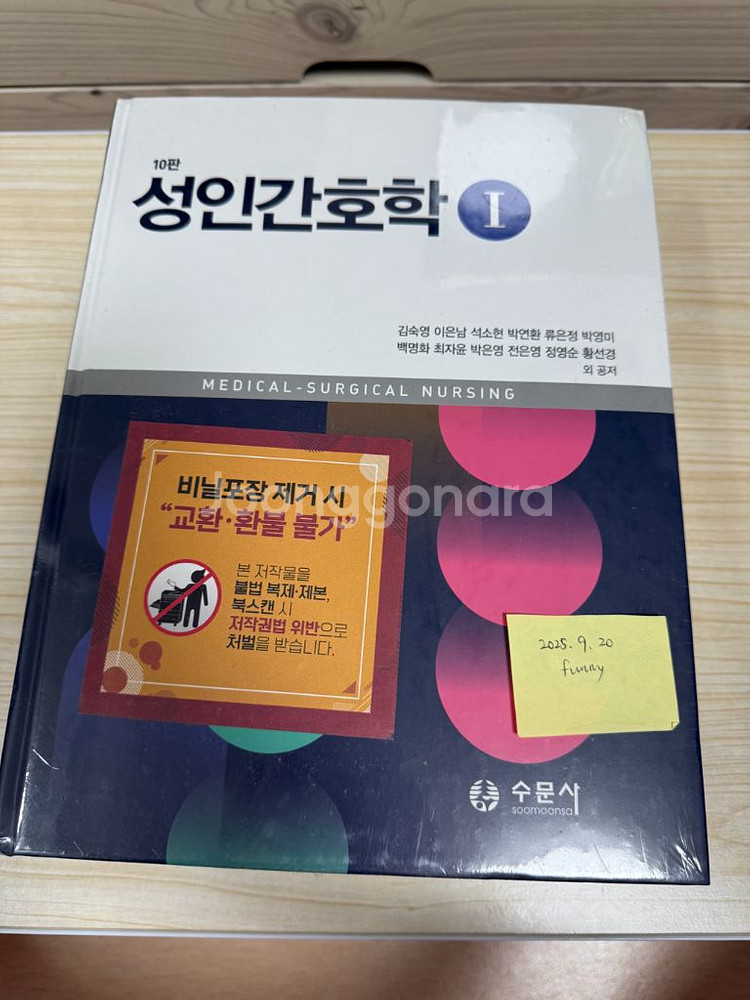 10판
성인간호학 I
김숙영 이은남 석소현 박연환 류은정 박영미
백명화 최자윤 박은영 전은영 정영순 황선경
외 공저
MEDICAL-SURGICAL NURSING
비닐포장 제거 시
“교환·환불 불가”
Joonggonara
본 저작물을
불법 복제·제본,
북스캔 시
저작권법 위반으로
처벌을 받습니다.
2025. 9. 20
funny
수문사
soomoonsa